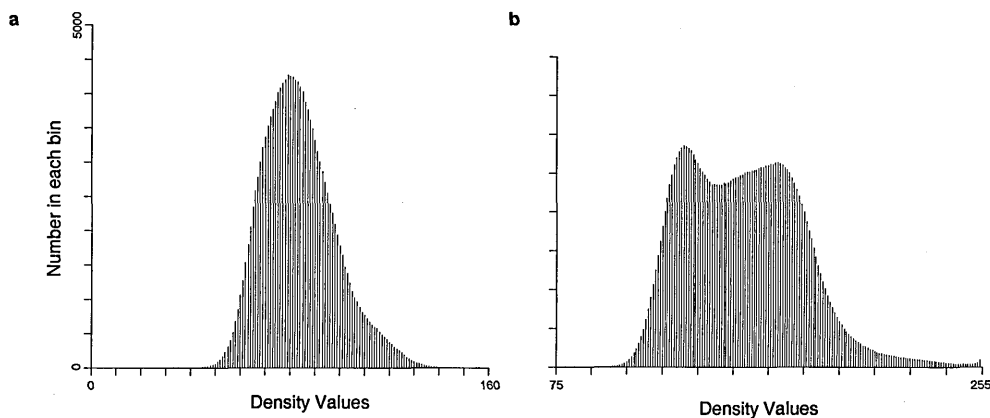 a
5000
Number in each bin
0
0
160
Density Values
b
75
255
Density Values